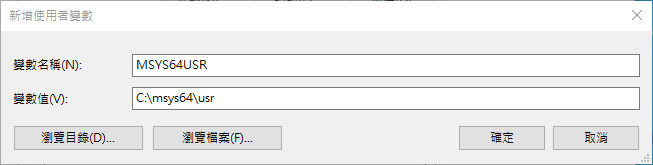 新增使用者變數
變數名稱(N): MSYS64USR
變數值(V): C:\msys64\usr
瀏覽目錄(D)... 瀏覽檔案(F)... 確定 取消